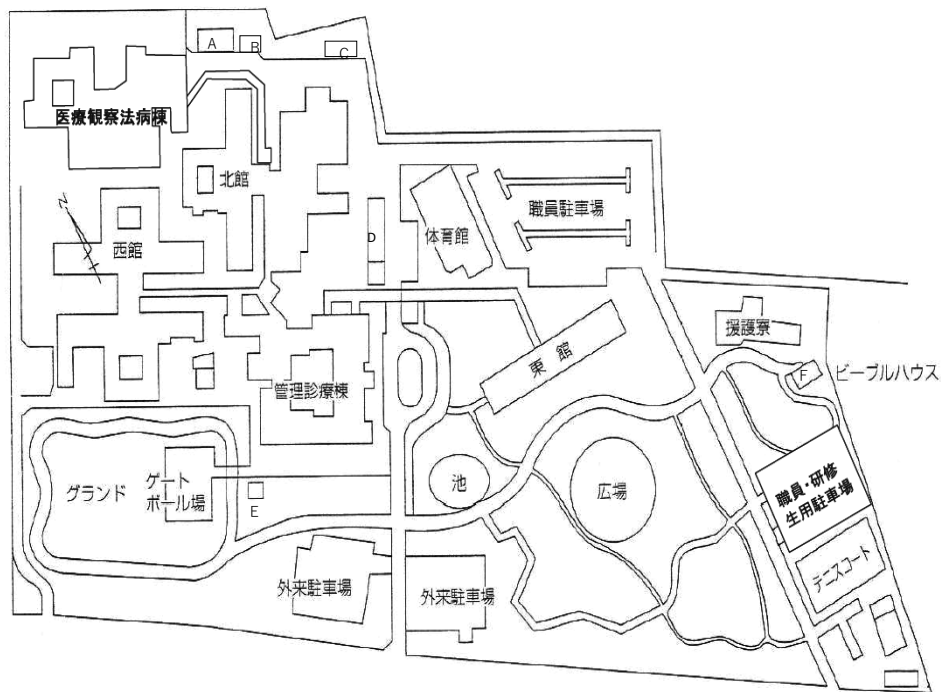 A
B
C
医療観察法病棟
北館
職員駐車場
N
D
体育館
西館
援護寮
東館
F
ピープルハウス
管理診療棟
グランド
ゲート
ボール場
E
池
広場
職員・研修
生用駐車場
テニスコート
外来駐車場
外来駐車場